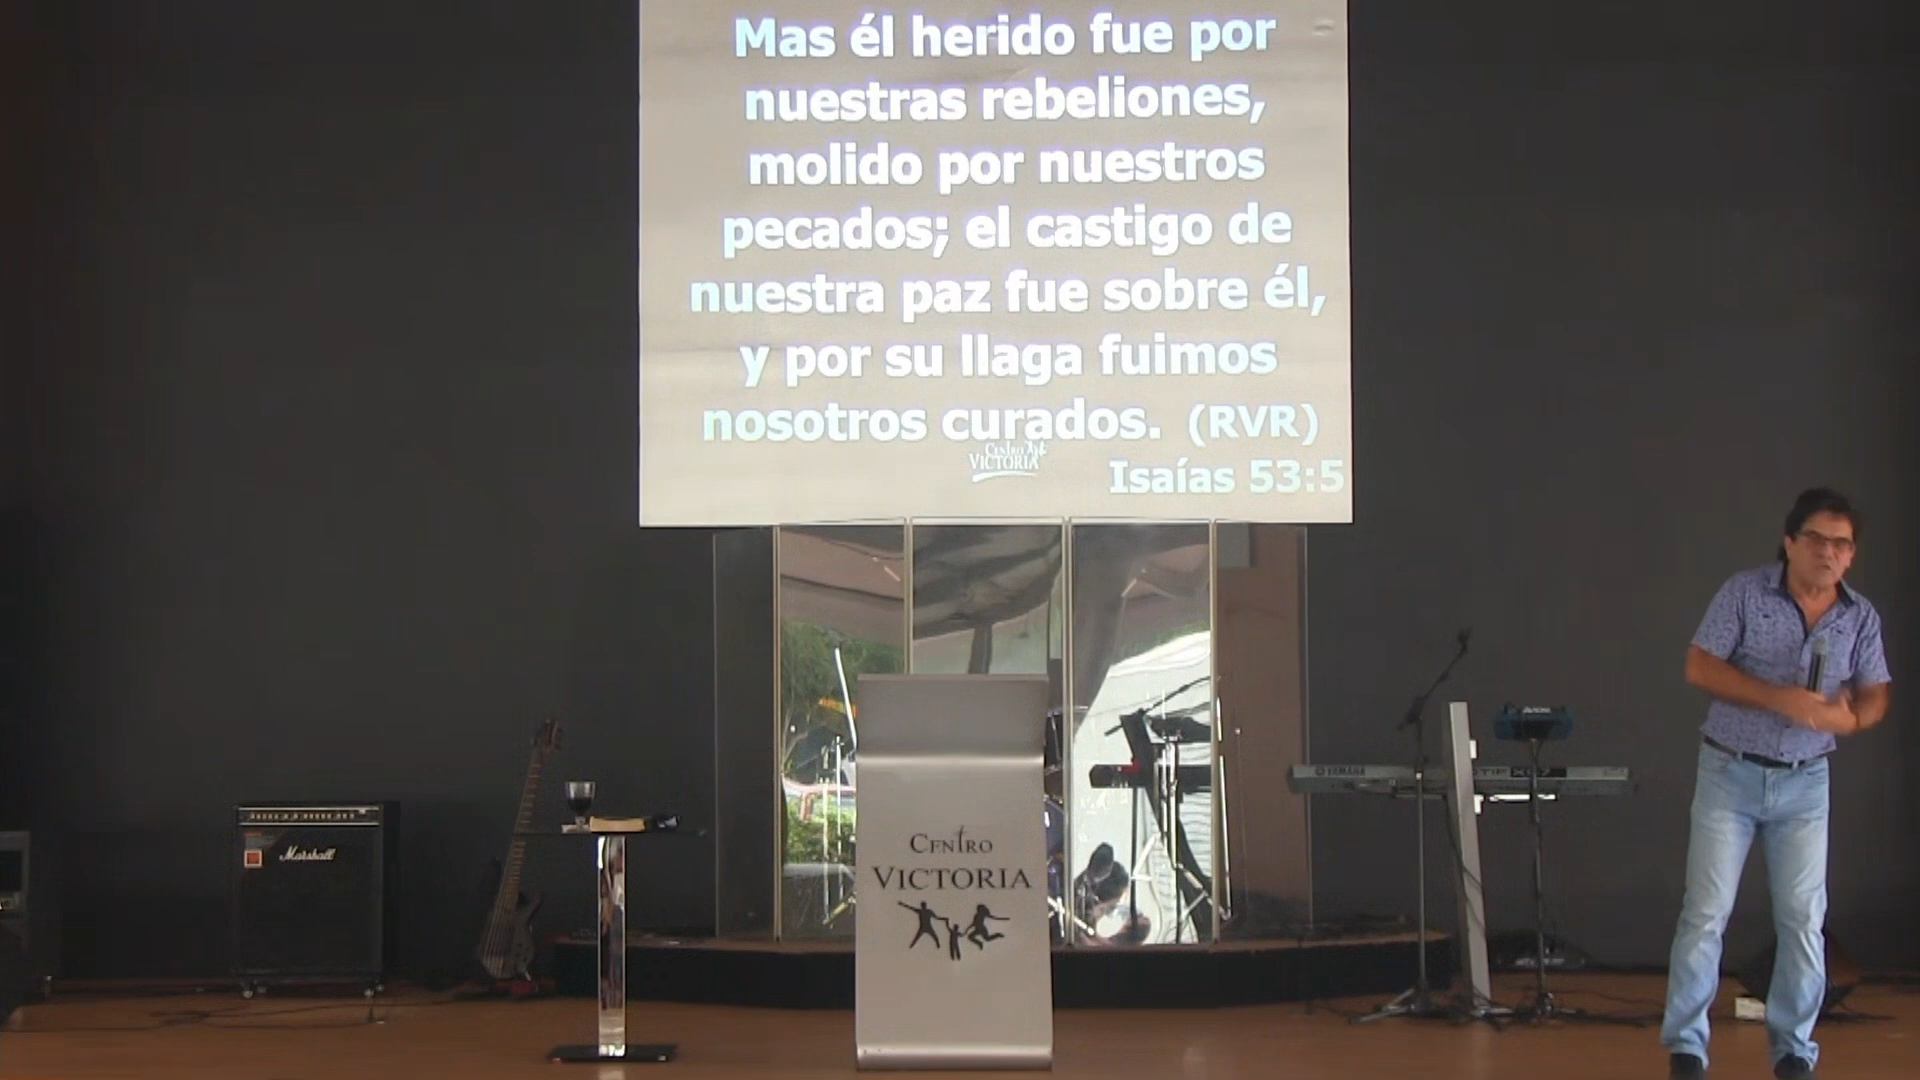 Mas él herido fue por
nuestras rebeliones,
molido por nuestros
pecados; el castigo de
nuestra paz fue sobre él,
y por su llaga fuimos
nosotros curados. (RVR)
CENTRO
VICTORIA
Isaías 53:5
Marshall
CENTRO
VICTORIA
YAMAHA